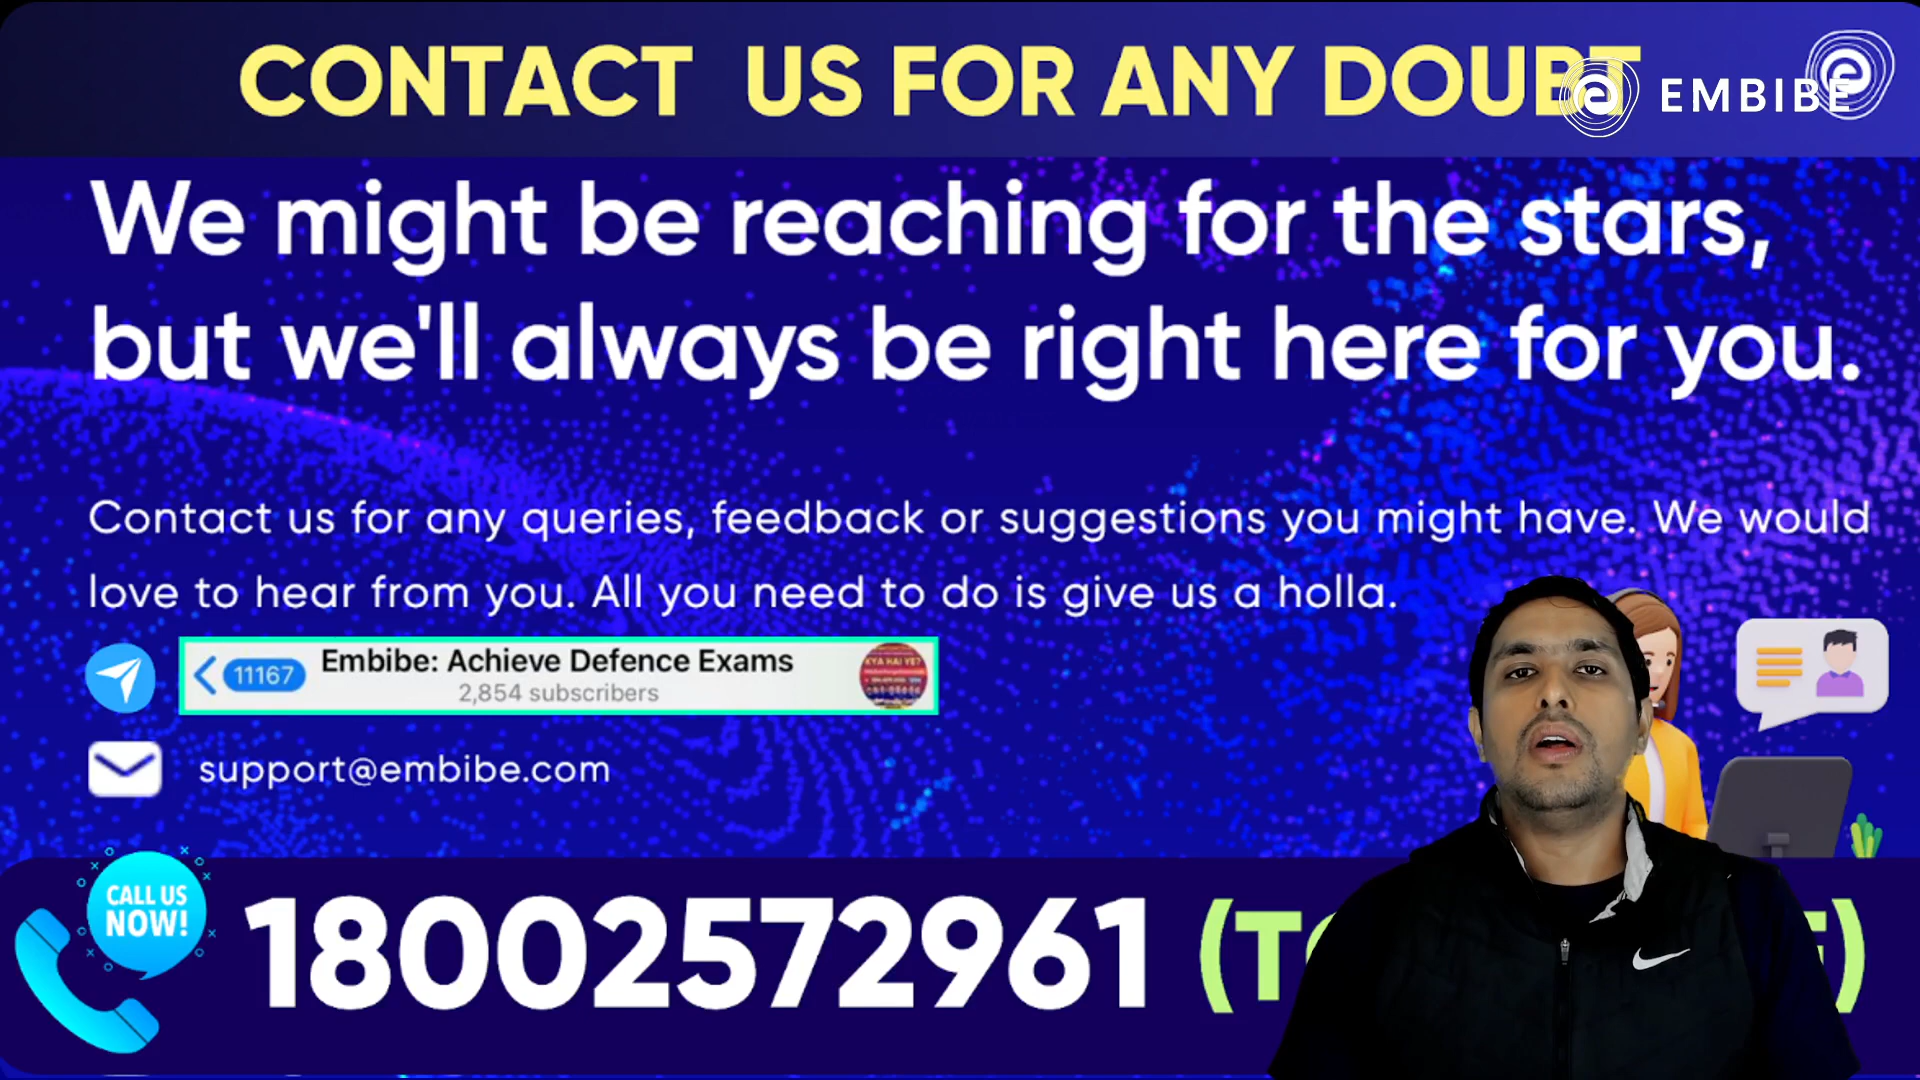 CONTACT US FOR ANY DOUBT
EMBIBE
We might be reaching for the stars,
but we'll always be right here for you.
Contact us for any queries, feedback or suggestions you might have. We would
love to hear from you. All you need to do is give us a holla.
11167
Embibe: Achieve Defence Exams
2,854 subscribers
KYA HAI YE?
support@embibe.com
CALL US
NOW!
18002572961